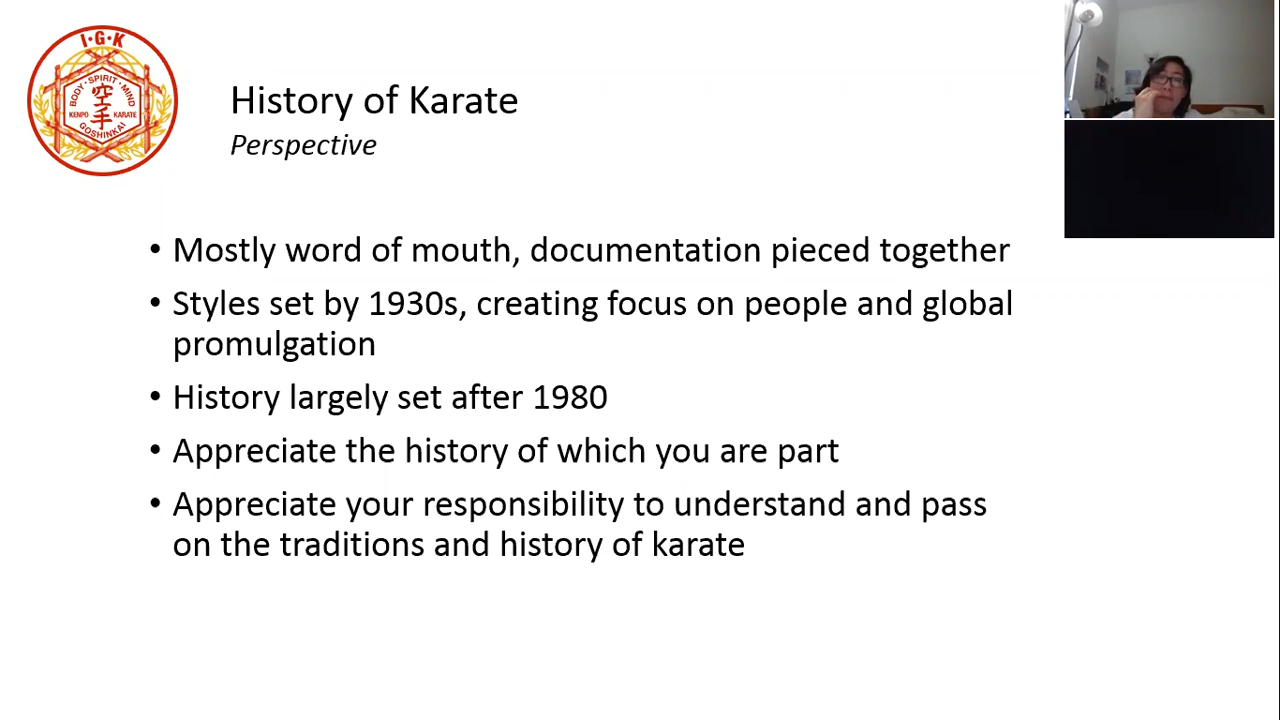 I·G·K
BODY · SPIRIT · MIND
空手
KENPO KARATE
GOSHINKAI
History of Karate
Perspective
• Mostly word of mouth, documentation pieced together
• Styles set by 1930s, creating focus on people and global
promulgation
• History largely set after 1980
• Appreciate the history of which you are part
• Appreciate your responsibility to understand and pass
on the traditions and history of karate